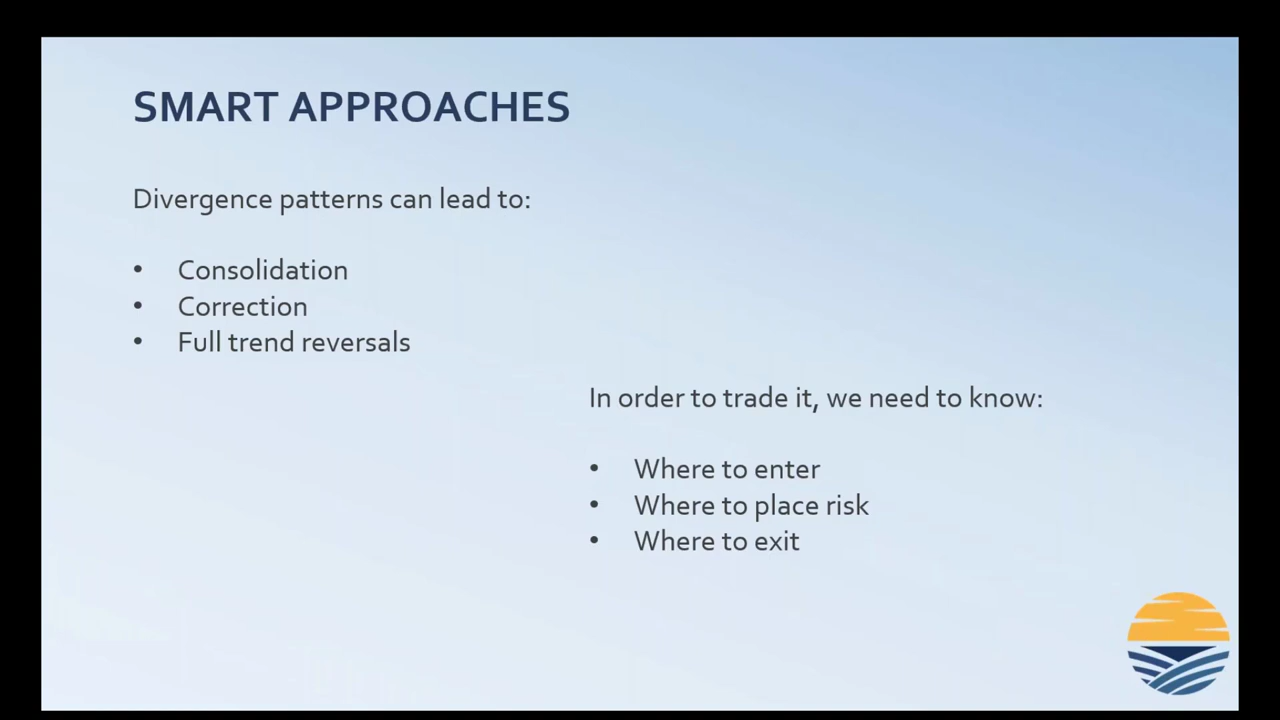 SMART APPROACHES
Divergence patterns can lead to:
• Consolidation
• Correction
• Full trend reversals
In order to trade it, we need to know:
• Where to enter
• Where to place risk
• Where to exit